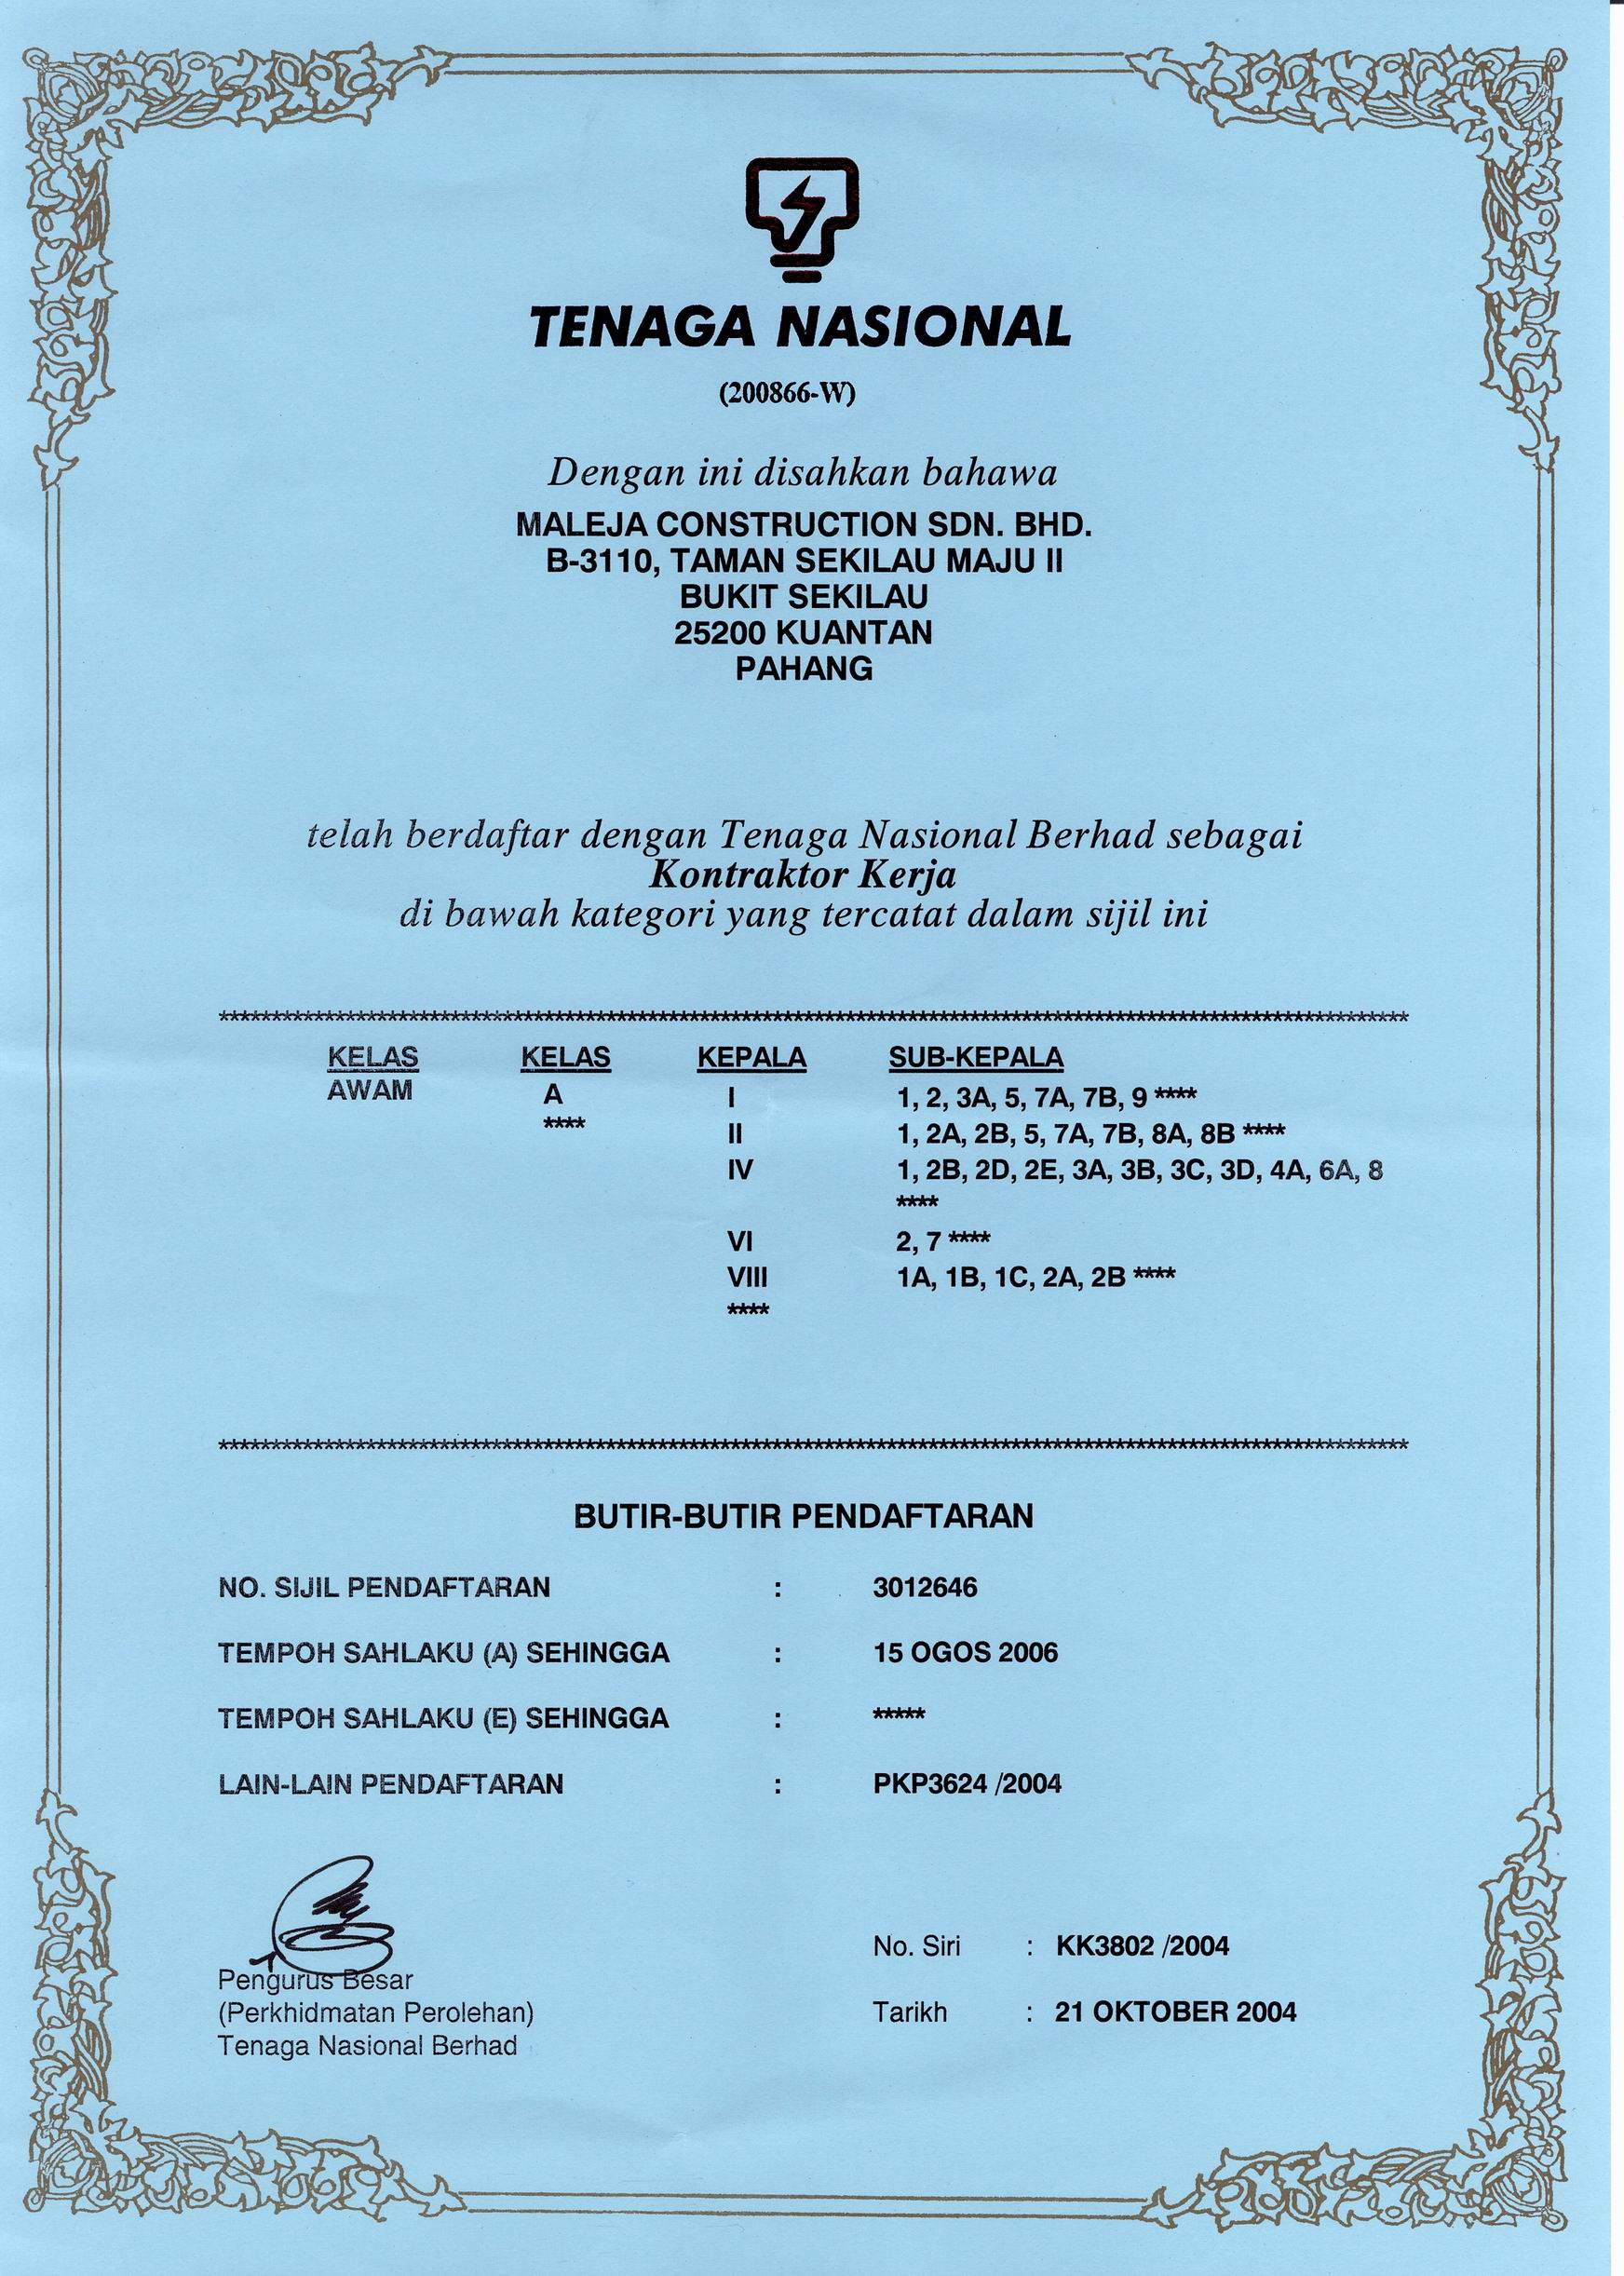 TENAGA NASIONAL
(200866-W)
Dengan ini disahkan bahawa
MALEJA CONSTRUCTION SDN. BHD.
B-3110, TAMAN SEKILAU MAJU II
BUKIT SEKILAU
25200 KUANTAN
PAHANG
telah berdaftar dengan Tenaga Nasional Berhad sebagai
Kontraktor Kerja
di bawah kategori yang tercatat dalam sijil ini
KELAS KELAS KEPALA SUB-KEPALA
AWAM A I 1, 2, 3A, 5, 7A, 7B, 9 ****
**** II 1, 2A, 2B, 5, 7A, 7B, 8A, 8B ****
IV 1, 2B, 2D, 2E, 3A, 3B, 3C, 3D, 4A, 6A, 8
****
VI 2, 7 ****
VIII 1A, 1B, 1C, 2A, 2B ****
****
BUTIR-BUTIR PENDAFTARAN
NO. SIJIL PENDAFTARAN : 3012646
TEMPOH SAHLAKU (A) SEHINGGA : 15 OGOS 2006
TEMPOH SAHLAKU (E) SEHINGGA : *****
LAIN-LAIN PENDAFTARAN : PKP3624 /2004
Pengurus Besar
(Perkhidmatan Perolehan)
Tenaga Nasional Berhad
No. Siri : KK3802 /2004
Tarikh : 21 OKTOBER 2004